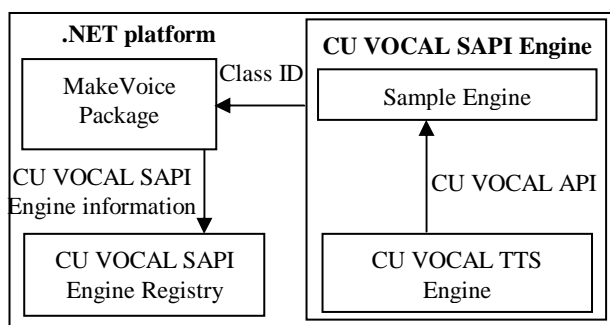 .NET platform
MakeVoice
Package
CU VOCAL SAPI
Engine information
CU VOCAL SAPI
Engine Registry
Class ID
CU VOCAL SAPI Engine
Sample Engine
CU VOCAL API
CU VOCAL TTS
Engine